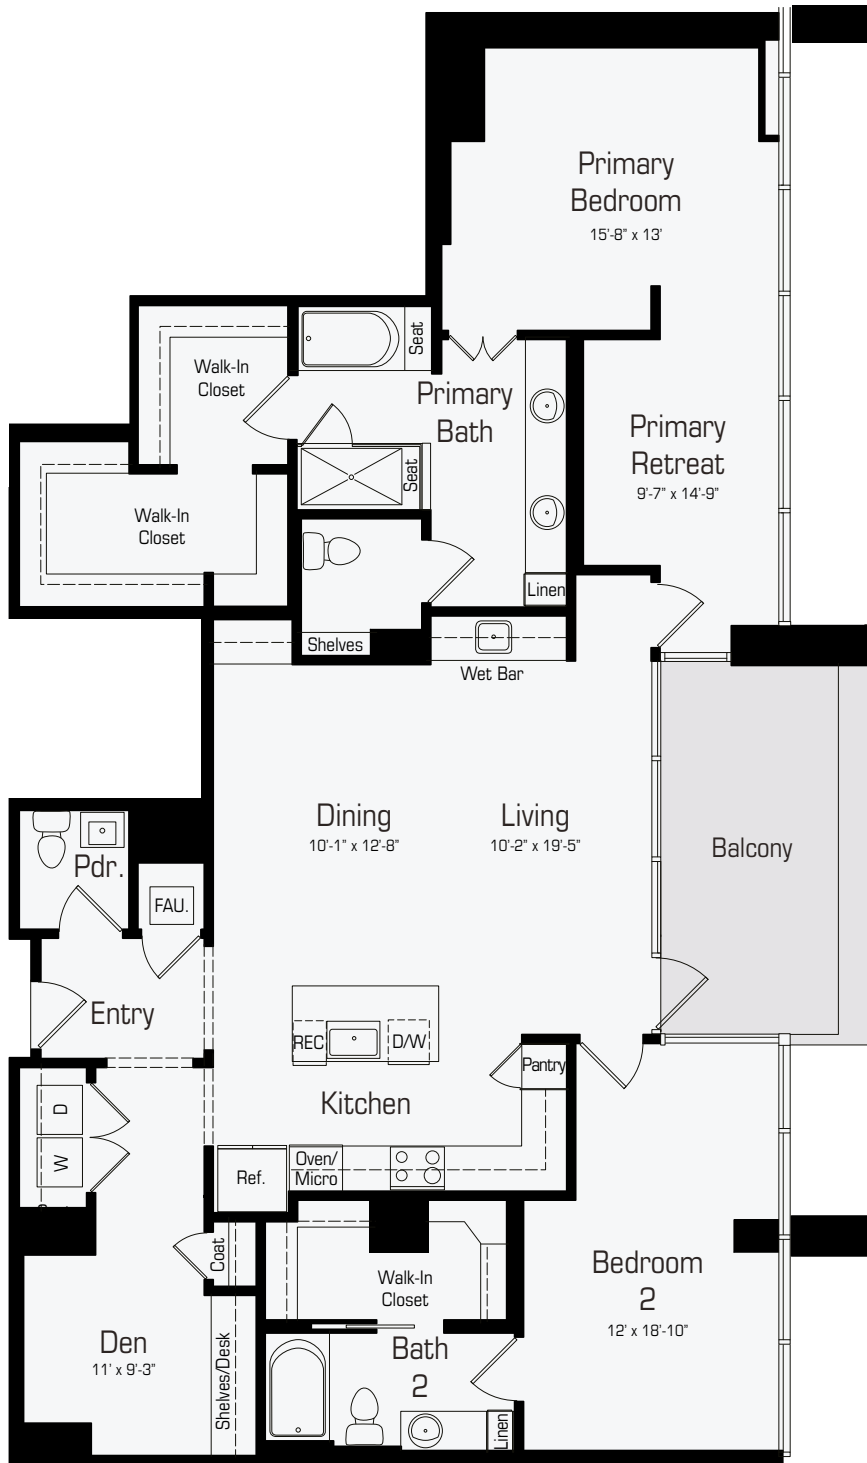 Primary
Bedroom
15'-8" x 13'
Seat
Walk-In
Closet
Primary
Bath
Primary
Retreat
9'-7" x 14'-9"
Seat
Walk-In
Closet
Linen
Shelves
Wet Bar
Dining
10'-1" x 12'-8"
Living
10'-2" x 19'-5"
Balcony
Pdr.
FAU.
Entry
REC
D/W
Pantry
Kitchen
D
W
Ref.
Oven/
Micro
Coat
Walk-In
Closet
Bedroom
2
12' x 18'-10"
Den
11' x 9'-3"
Shelves/Desk
Bath
2
Linen